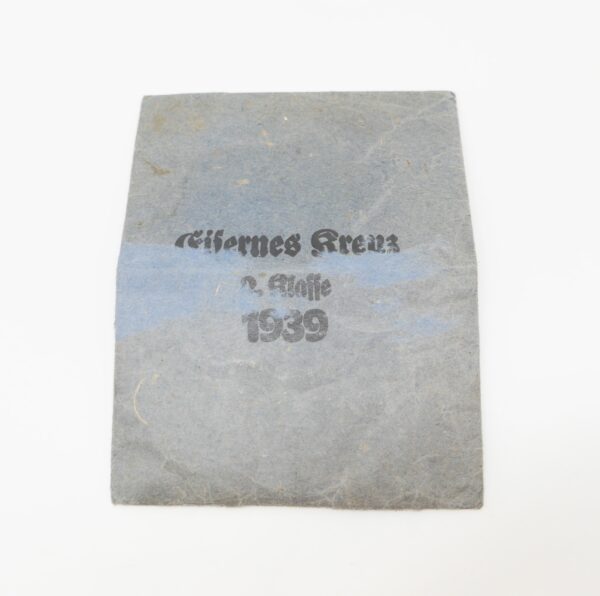 Eisernes Kreuz
2. Klasse
1939